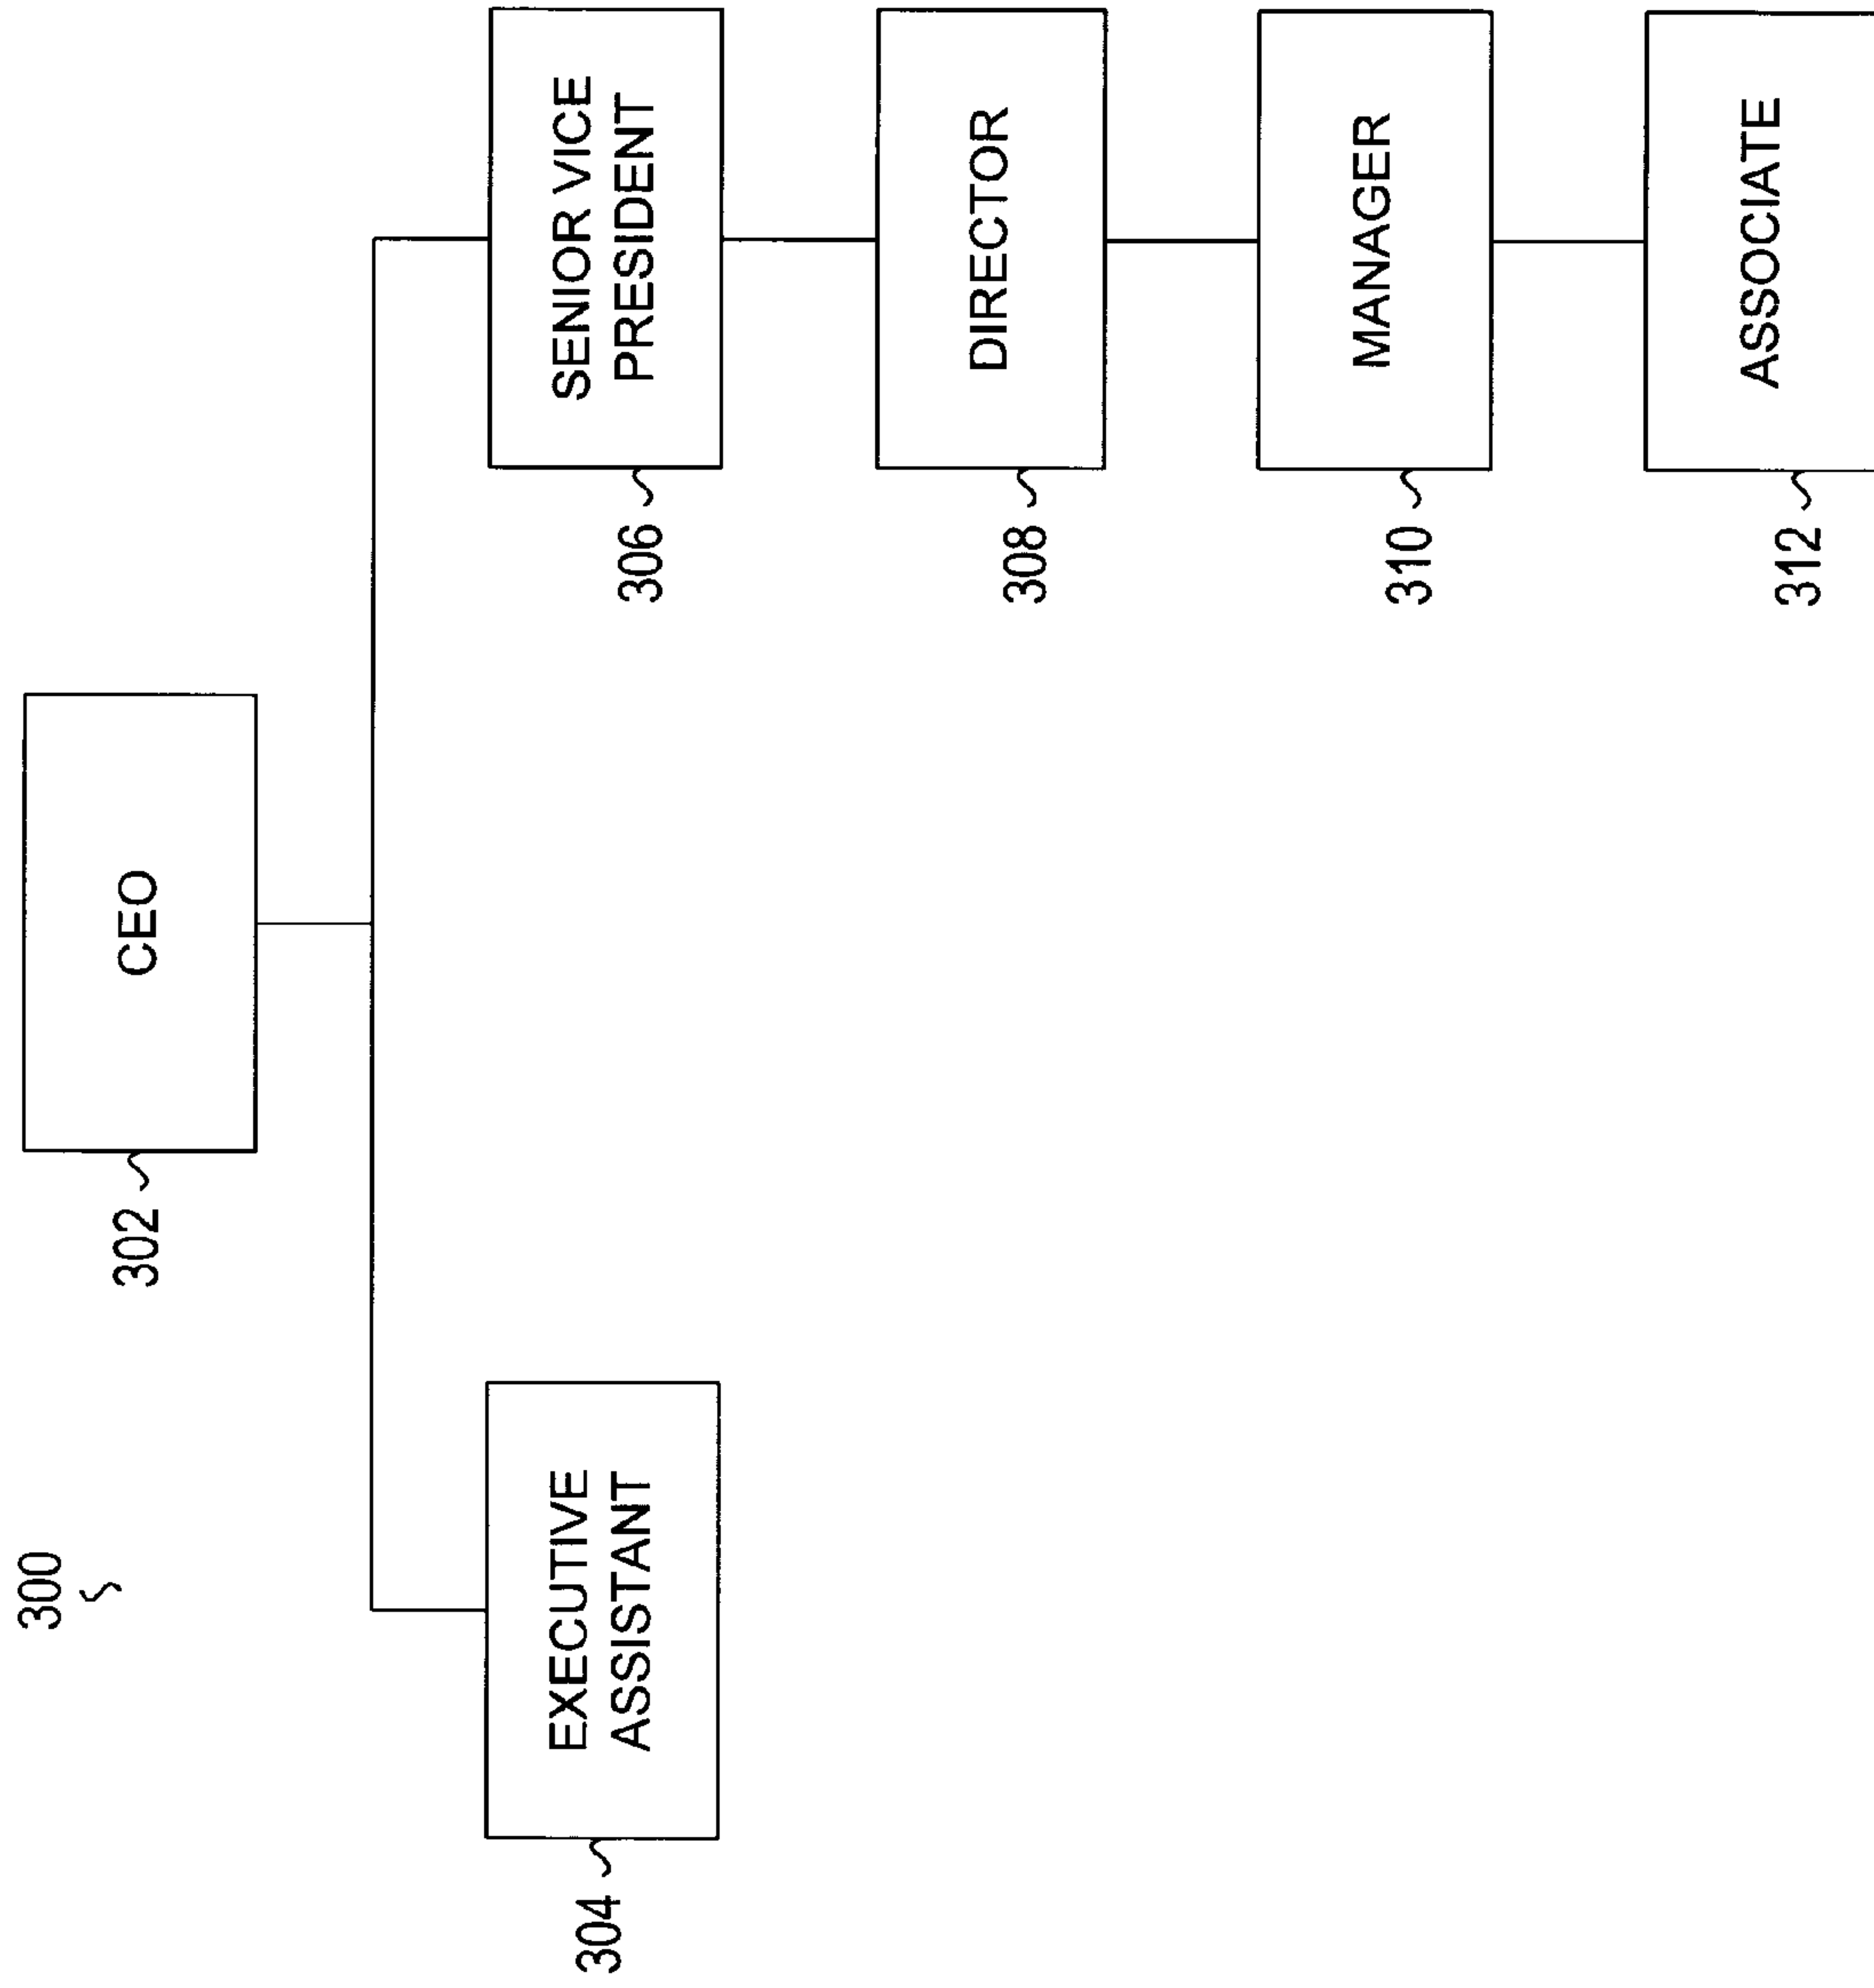 300
302
CEO
304
EXECUTIVE
ASSISTANT
306
SENIOR VICE
PRESIDENT
308
DIRECTOR
310
MANAGER
312
ASSOCIATE